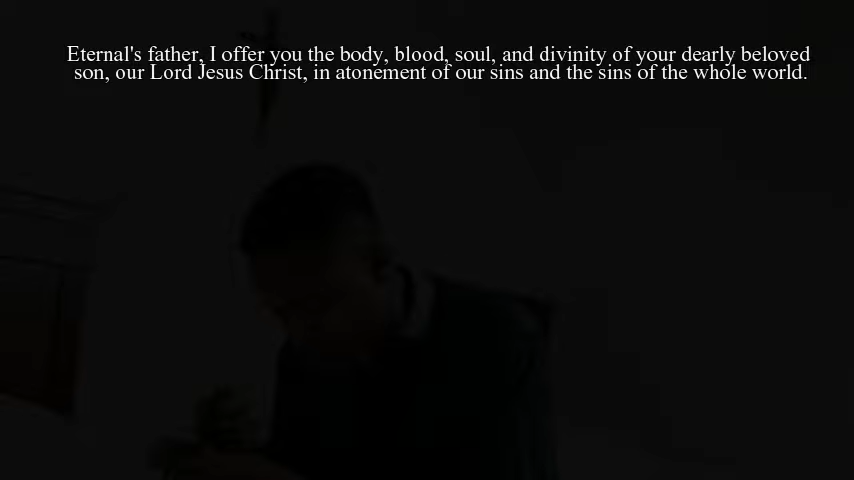 Eternal's father, I offer you the body, blood, soul, and divinity of your dearly beloved
son, our Lord Jesus Christ, in atonement of our sins and the sins of the whole world.